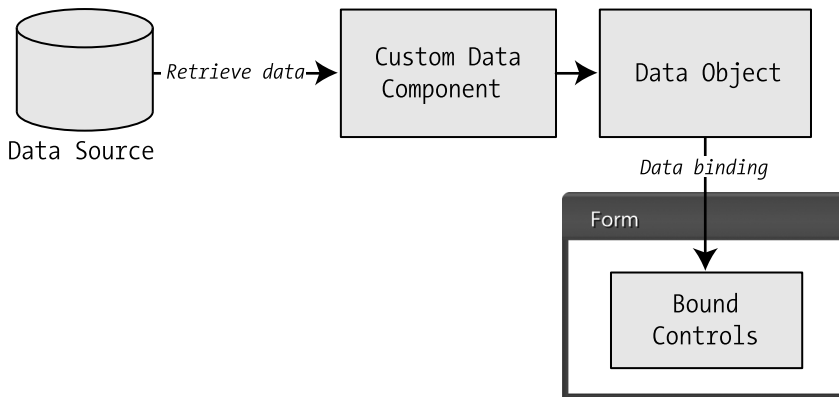 Retrieve data
Custom Data
Component
Data Object
Data Source
Data binding
Form
Bound
Controls